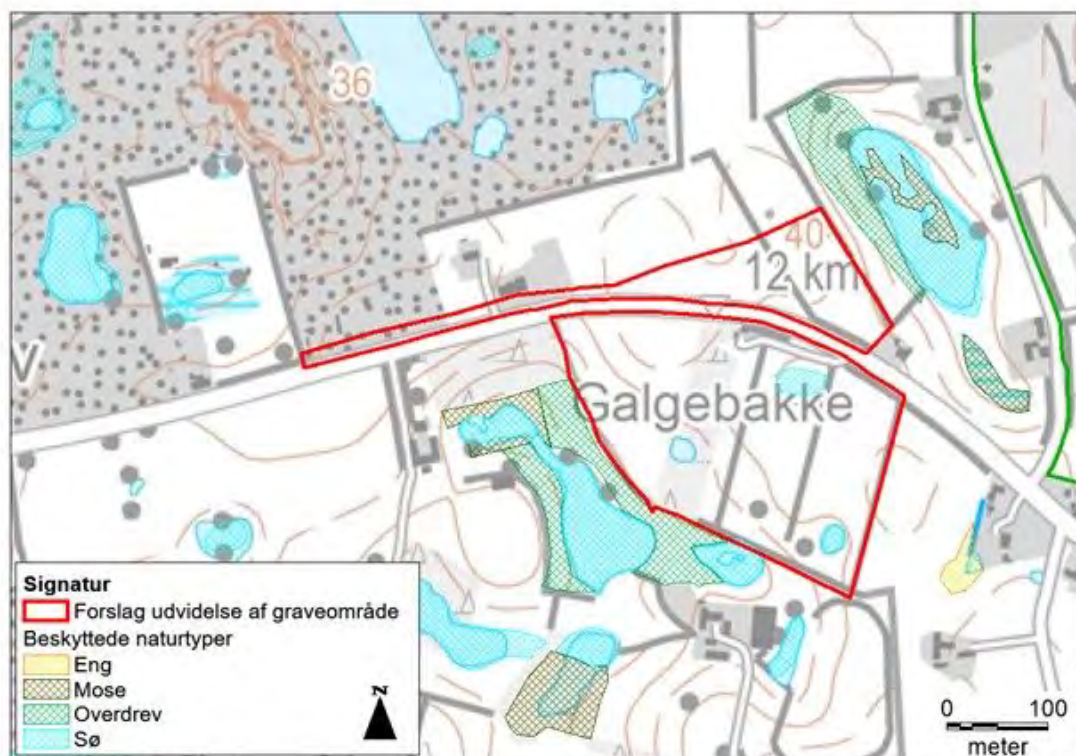 36
40
12 km
V
Galgebakke
Signatur
Forslag udvidelse af graveområde
Beskyttede naturtyper
Eng
Mose
Overdrev
Sø
N
0
100
meter